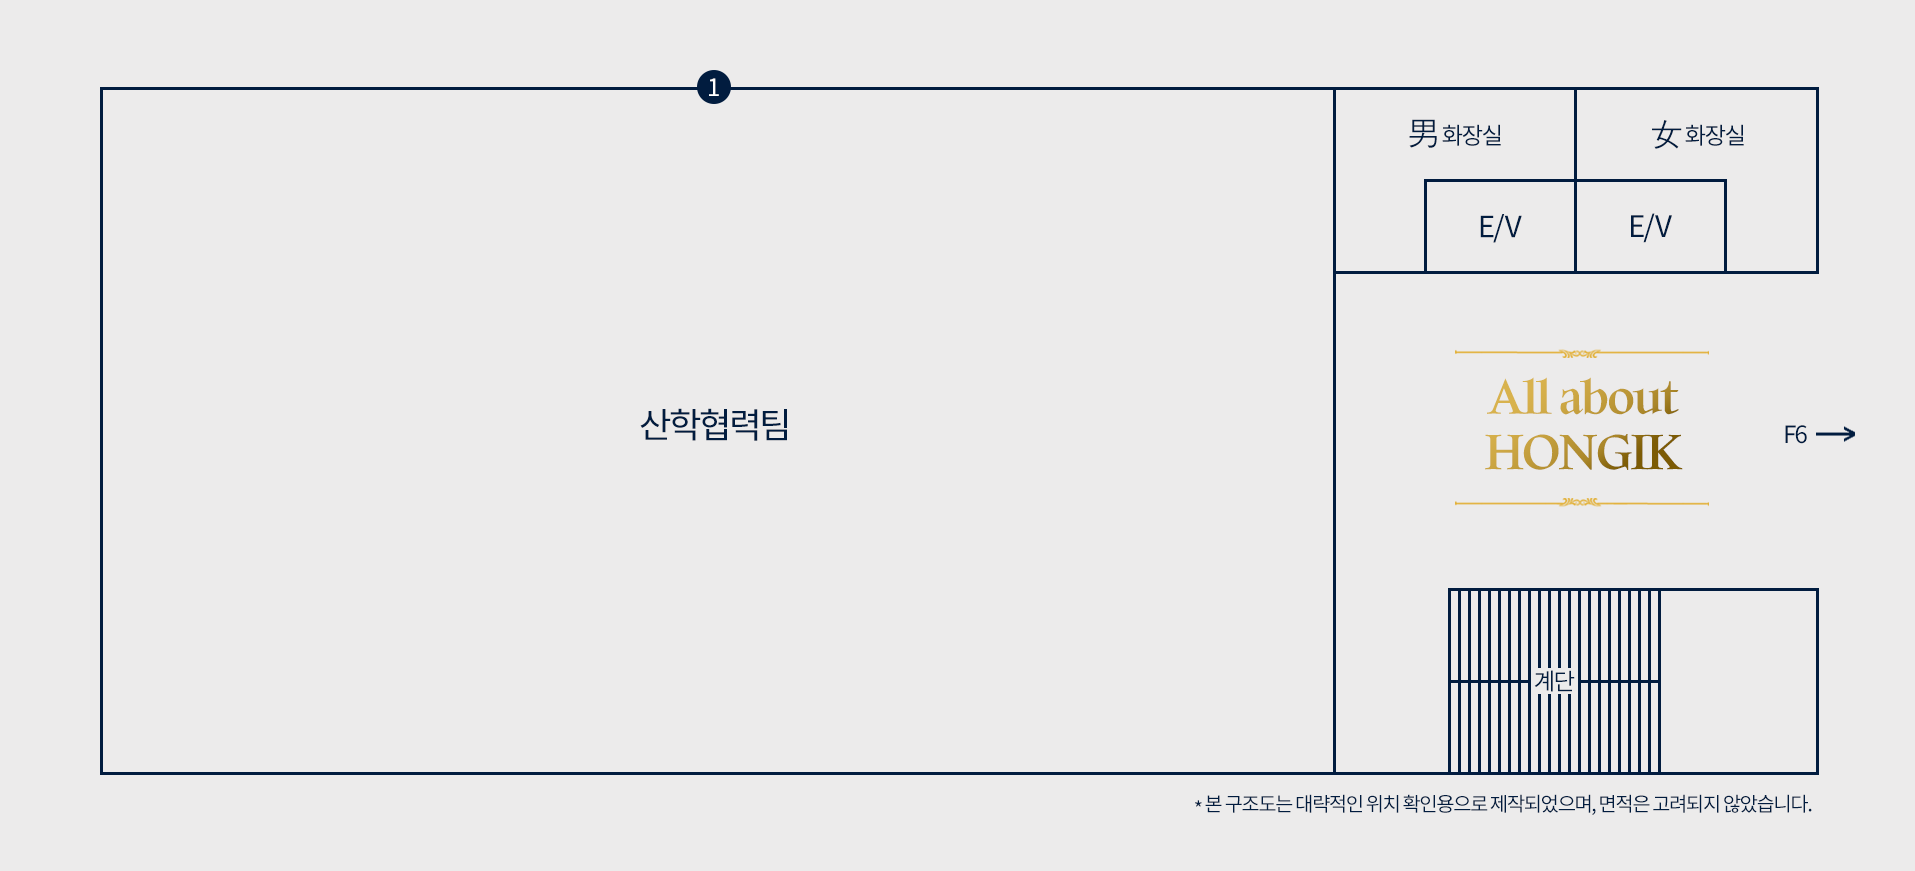 1
男 화장실
女 화장실
E/V
E/V
산학협력팀
All about
HONGIK
F6
계단
* 본 구조도는 대략적인 위치 확인용으로 제작되었으며, 면적은 고려되지 않았습니다.